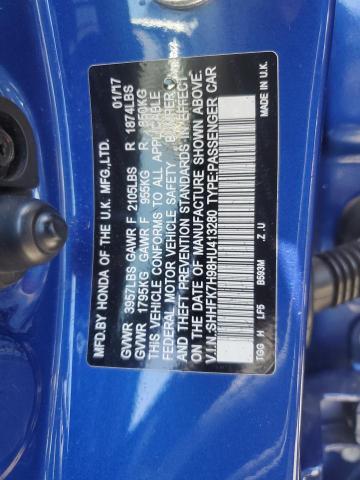 MFD.BY HONDA OF THE U.K. MFG.,LTD. 01/17
GVWR 3957LBS GAWR F 2105LBS R 1874LBS
GVWR 1795KG GAWR F 955KG R 850KG
THIS VEHICLE CONFORMS TO ALL APPLICABLE
FEDERAL MOTOR VEHICLE SAFETY, BUMPER,
AND THEFT PREVENTION STANDARDS IN EFFECT
ON THE DATE OF MANUFACTURE SHOWN ABOVE.
V.I.N.:SHHFK7H98HU413280 TYPE:PASSENGER CAR
TGG H LF5 B593M .Z .U MADE IN U.K.